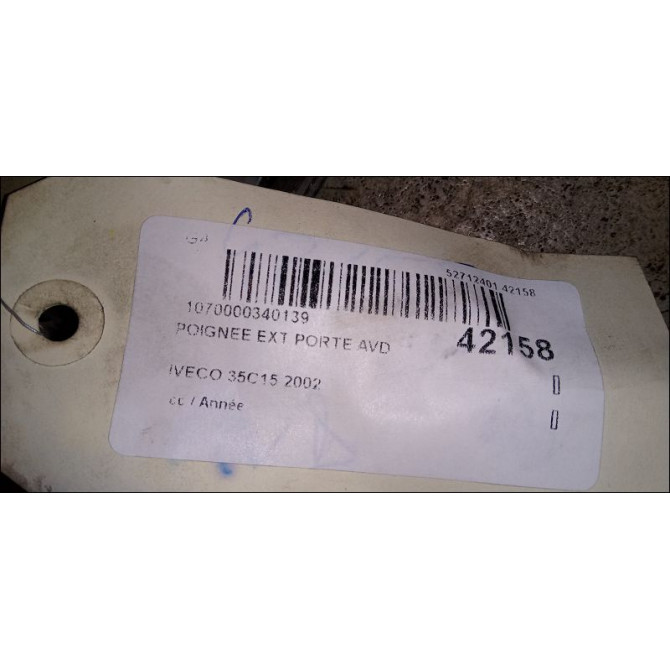 52712401 42158
1070000340139
POIGNEE EXT PORTE AVD
42158
IVECO 35C15 2002
cc / Année